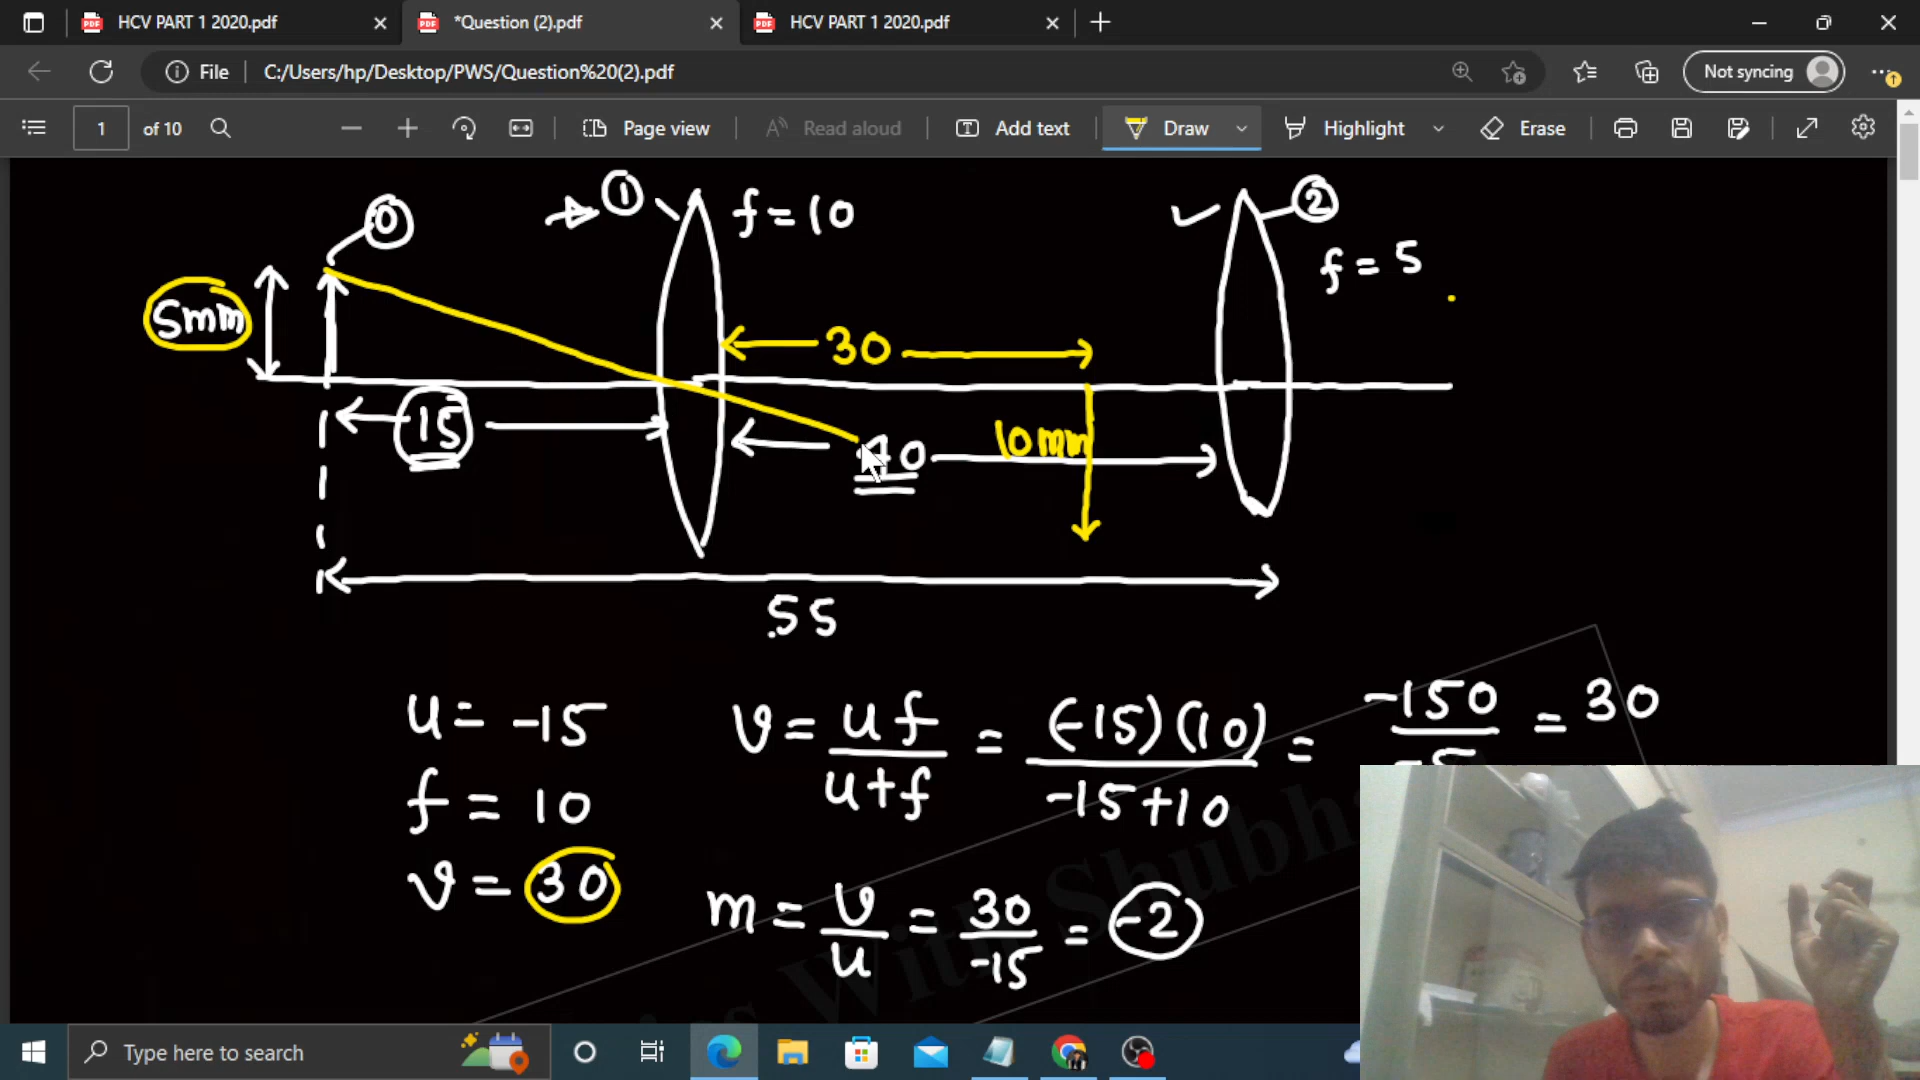 HCV PART 1 2020.pdf
*Question (2).pdf
HCV PART 1 2020.pdf
File
C:/Users/hp/Desktop/PWS/Question%20(2).pdf
Not syncing
1 of 10
Page view
Read aloud
Add text
Draw
Highlight
Erase
0
1
f = 10
2
f = 5
5mm
30
15
40
10mm
55
u = -15
v = uf / u+f = (-15)(10) / -15+10 = -150 / -5 = 30
f = 10
v = 30
m = v / u = 30 / -15 = -2
With Shubh
Type here to search